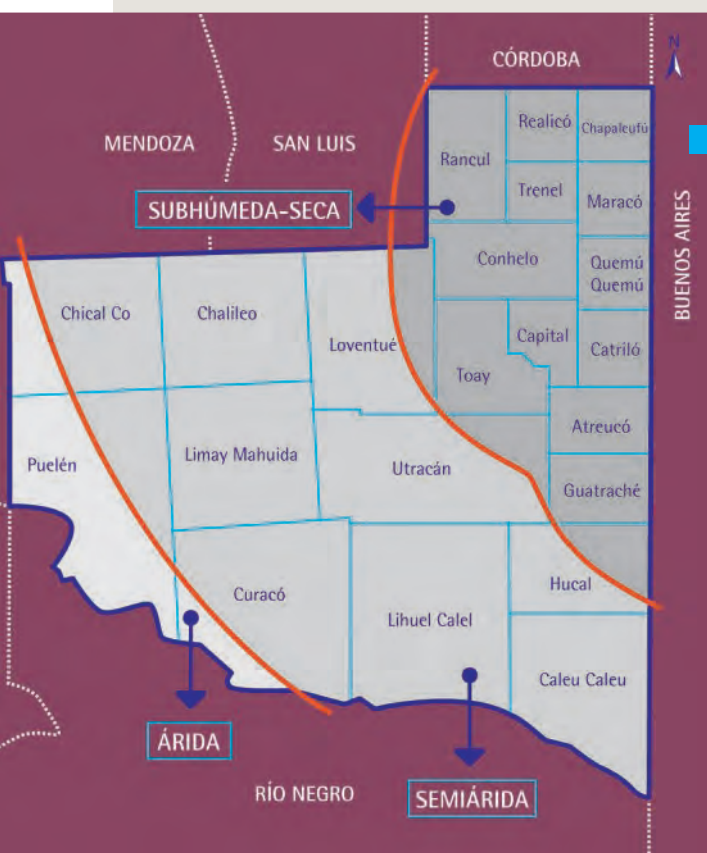 N
CÓRDOBA
MENDOZA
SAN LUIS
Realicó
Chapaleufú
Rancul
Trenel
Maracó
SUBHÚMEDA-SECA
BUENOS AIRES
Conhelo
Quemú
Quemú
Chical Co
Chalileo
Loventué
Capital
Catriló
Toay
Atreucó
Puelén
Limay Mahuida
Utracán
Guatraché
Curacó
Hucal
Lihuel Calel
Caleu Caleu
ÁRIDA
RÍO NEGRO
SEMIÁRIDA